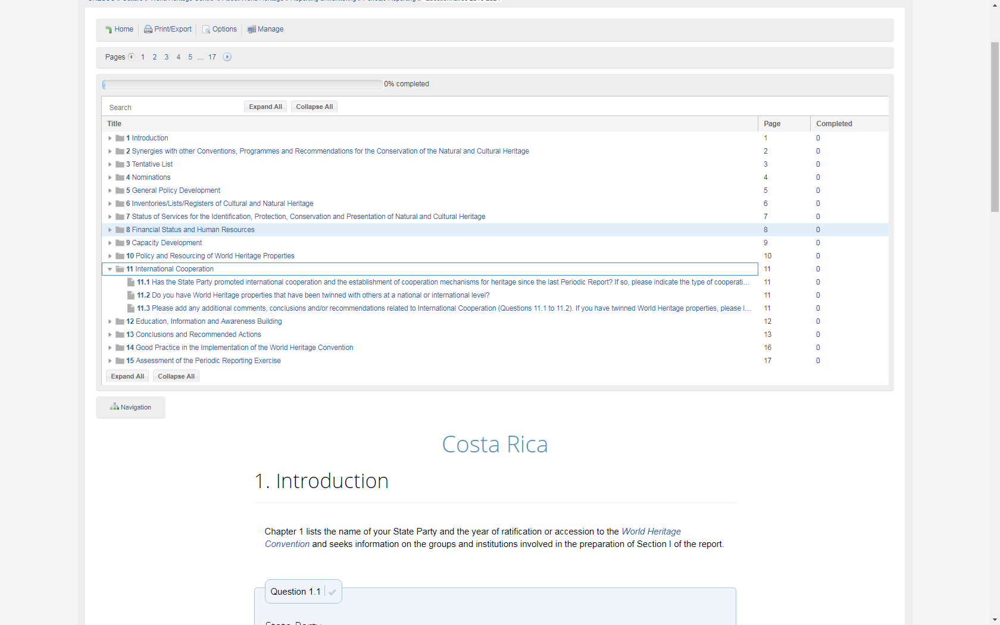 Home Print/Export Options Manage
Pages 1 2 3 4 5 ... 17
0% completed
Search Expand All Collapse All
Title Page Completed
1 Introduction 1 0
2 Synergies with other Conventions, Programmes and Recommendations for the Conservation of the Natural and Cultural Heritage 2 0
3 Tentative List 3 0
4 Nominations 4 0
5 General Policy Development 5 0
6 Inventories/Lists/Registers of Cultural and Natural Heritage 6 0
7 Status of Services for the Identification, Protection, Conservation and Presentation of Natural and Cultural Heritage 7 0
8 Financial Status and Human Resources 8 0
9 Capacity Development 9 0
10 Policy and Resourcing of World Heritage Properties 10 0
11 International Cooperation 11 0
11.1 Has the State Party promoted international cooperation and the establishment of cooperation mechanisms for heritage since the last Periodic Report? If so, please indicate the type of cooperati... 11 0
11.2 Do you have World Heritage properties that have been twinned with others at a national or international level? 11 0
11.3 Please add any additional comments, conclusions and/or recommendations related to International Cooperation (Questions 11.1 to 11.2). If you have twinned World Heritage properties, please l... 11 0
12 Education, Information and Awareness Building 12 0
13 Conclusions and Recommended Actions 13 0
14 Good Practice in the Implementation of the World Heritage Convention 16 0
15 Assessment of the Periodic Reporting Exercise 17 0
Expand All Collapse All
Navigation
Costa Rica
1. Introduction
Chapter 1 lists the name of your State Party and the year of ratification or accession to the World Heritage
Convention and seeks information on the groups and institutions involved in the preparation of Section I of the report.
Question 1.1
State Party